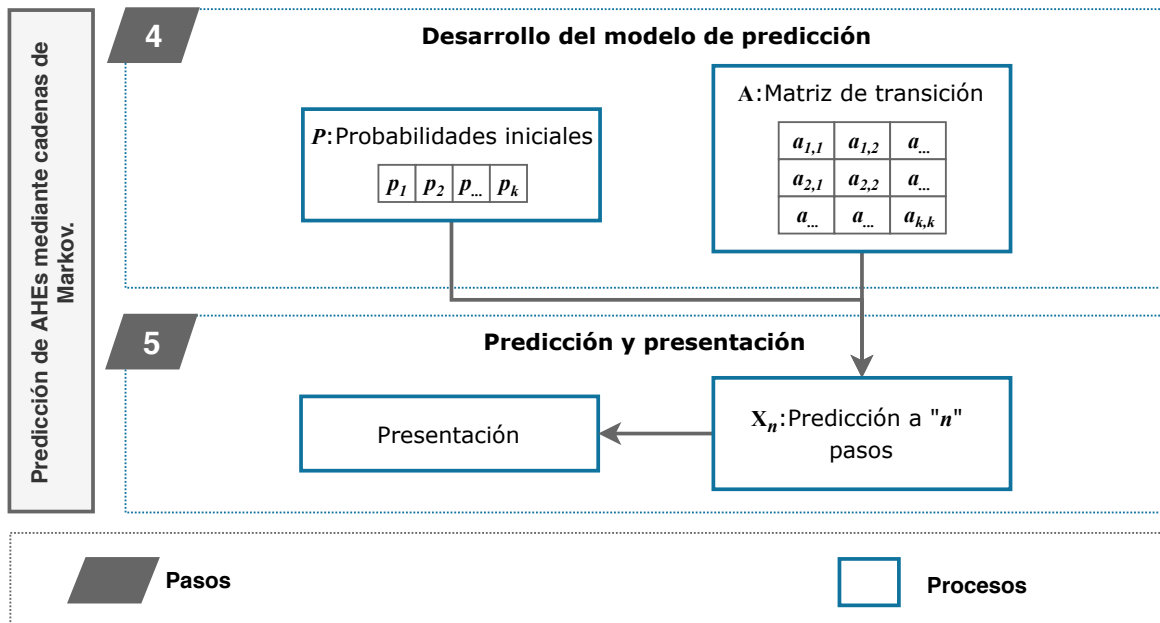 Predicción de AHEs mediante cadenas de
Markov.
4
Desarrollo del modelo de predicción
P:Probabilidades iniciales
p1 p2 p... pk
A:Matriz de transición
a1,1 a1,2 a...
a2,1 a2,2 a...
a... a... ak,k
5
Predicción y presentación
Presentación
Xn:Predicción a "n"
pasos
Pasos
Procesos